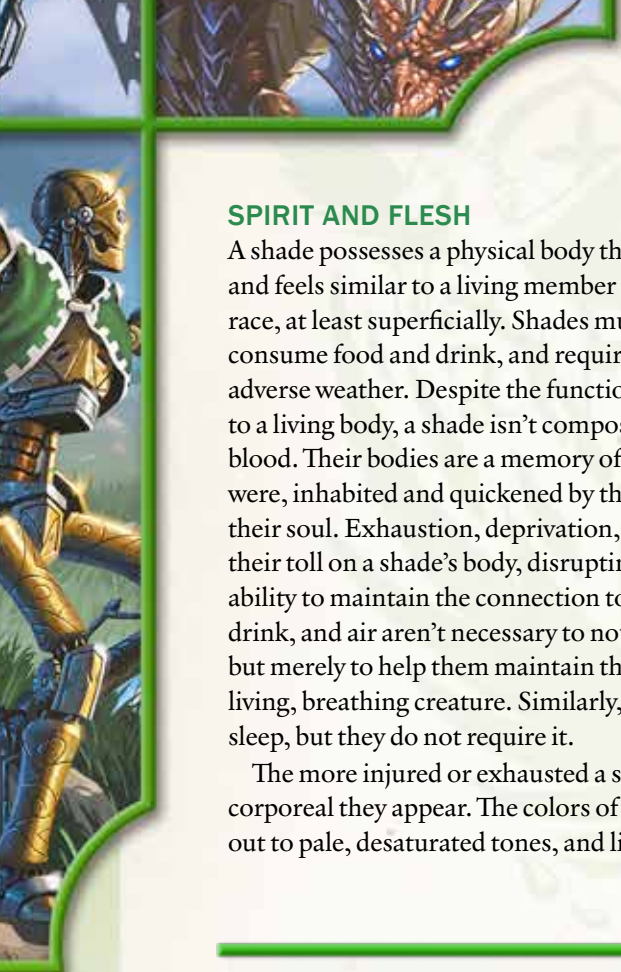 SPIRIT AND FLESH
A shade possesses a physical body th
and feels similar to a living member
race, at least superficially. Shades mu
consume food and drink, and requir
adverse weather. Despite the functio
to a living body, a shade isn’t compos
blood. Their bodies are a memory of
were, inhabited and quickened by th
their soul. Exhaustion, deprivation,
their toll on a shade’s body, disruptin
ability to maintain the connection to
drink, and air aren’t necessary to no
but merely to help them maintain th
living, breathing creature. Similarly,
sleep, but they do not require it.
The more injured or exhausted a s
corporeal they appear. The colors of
out to pale, desaturated tones, and li